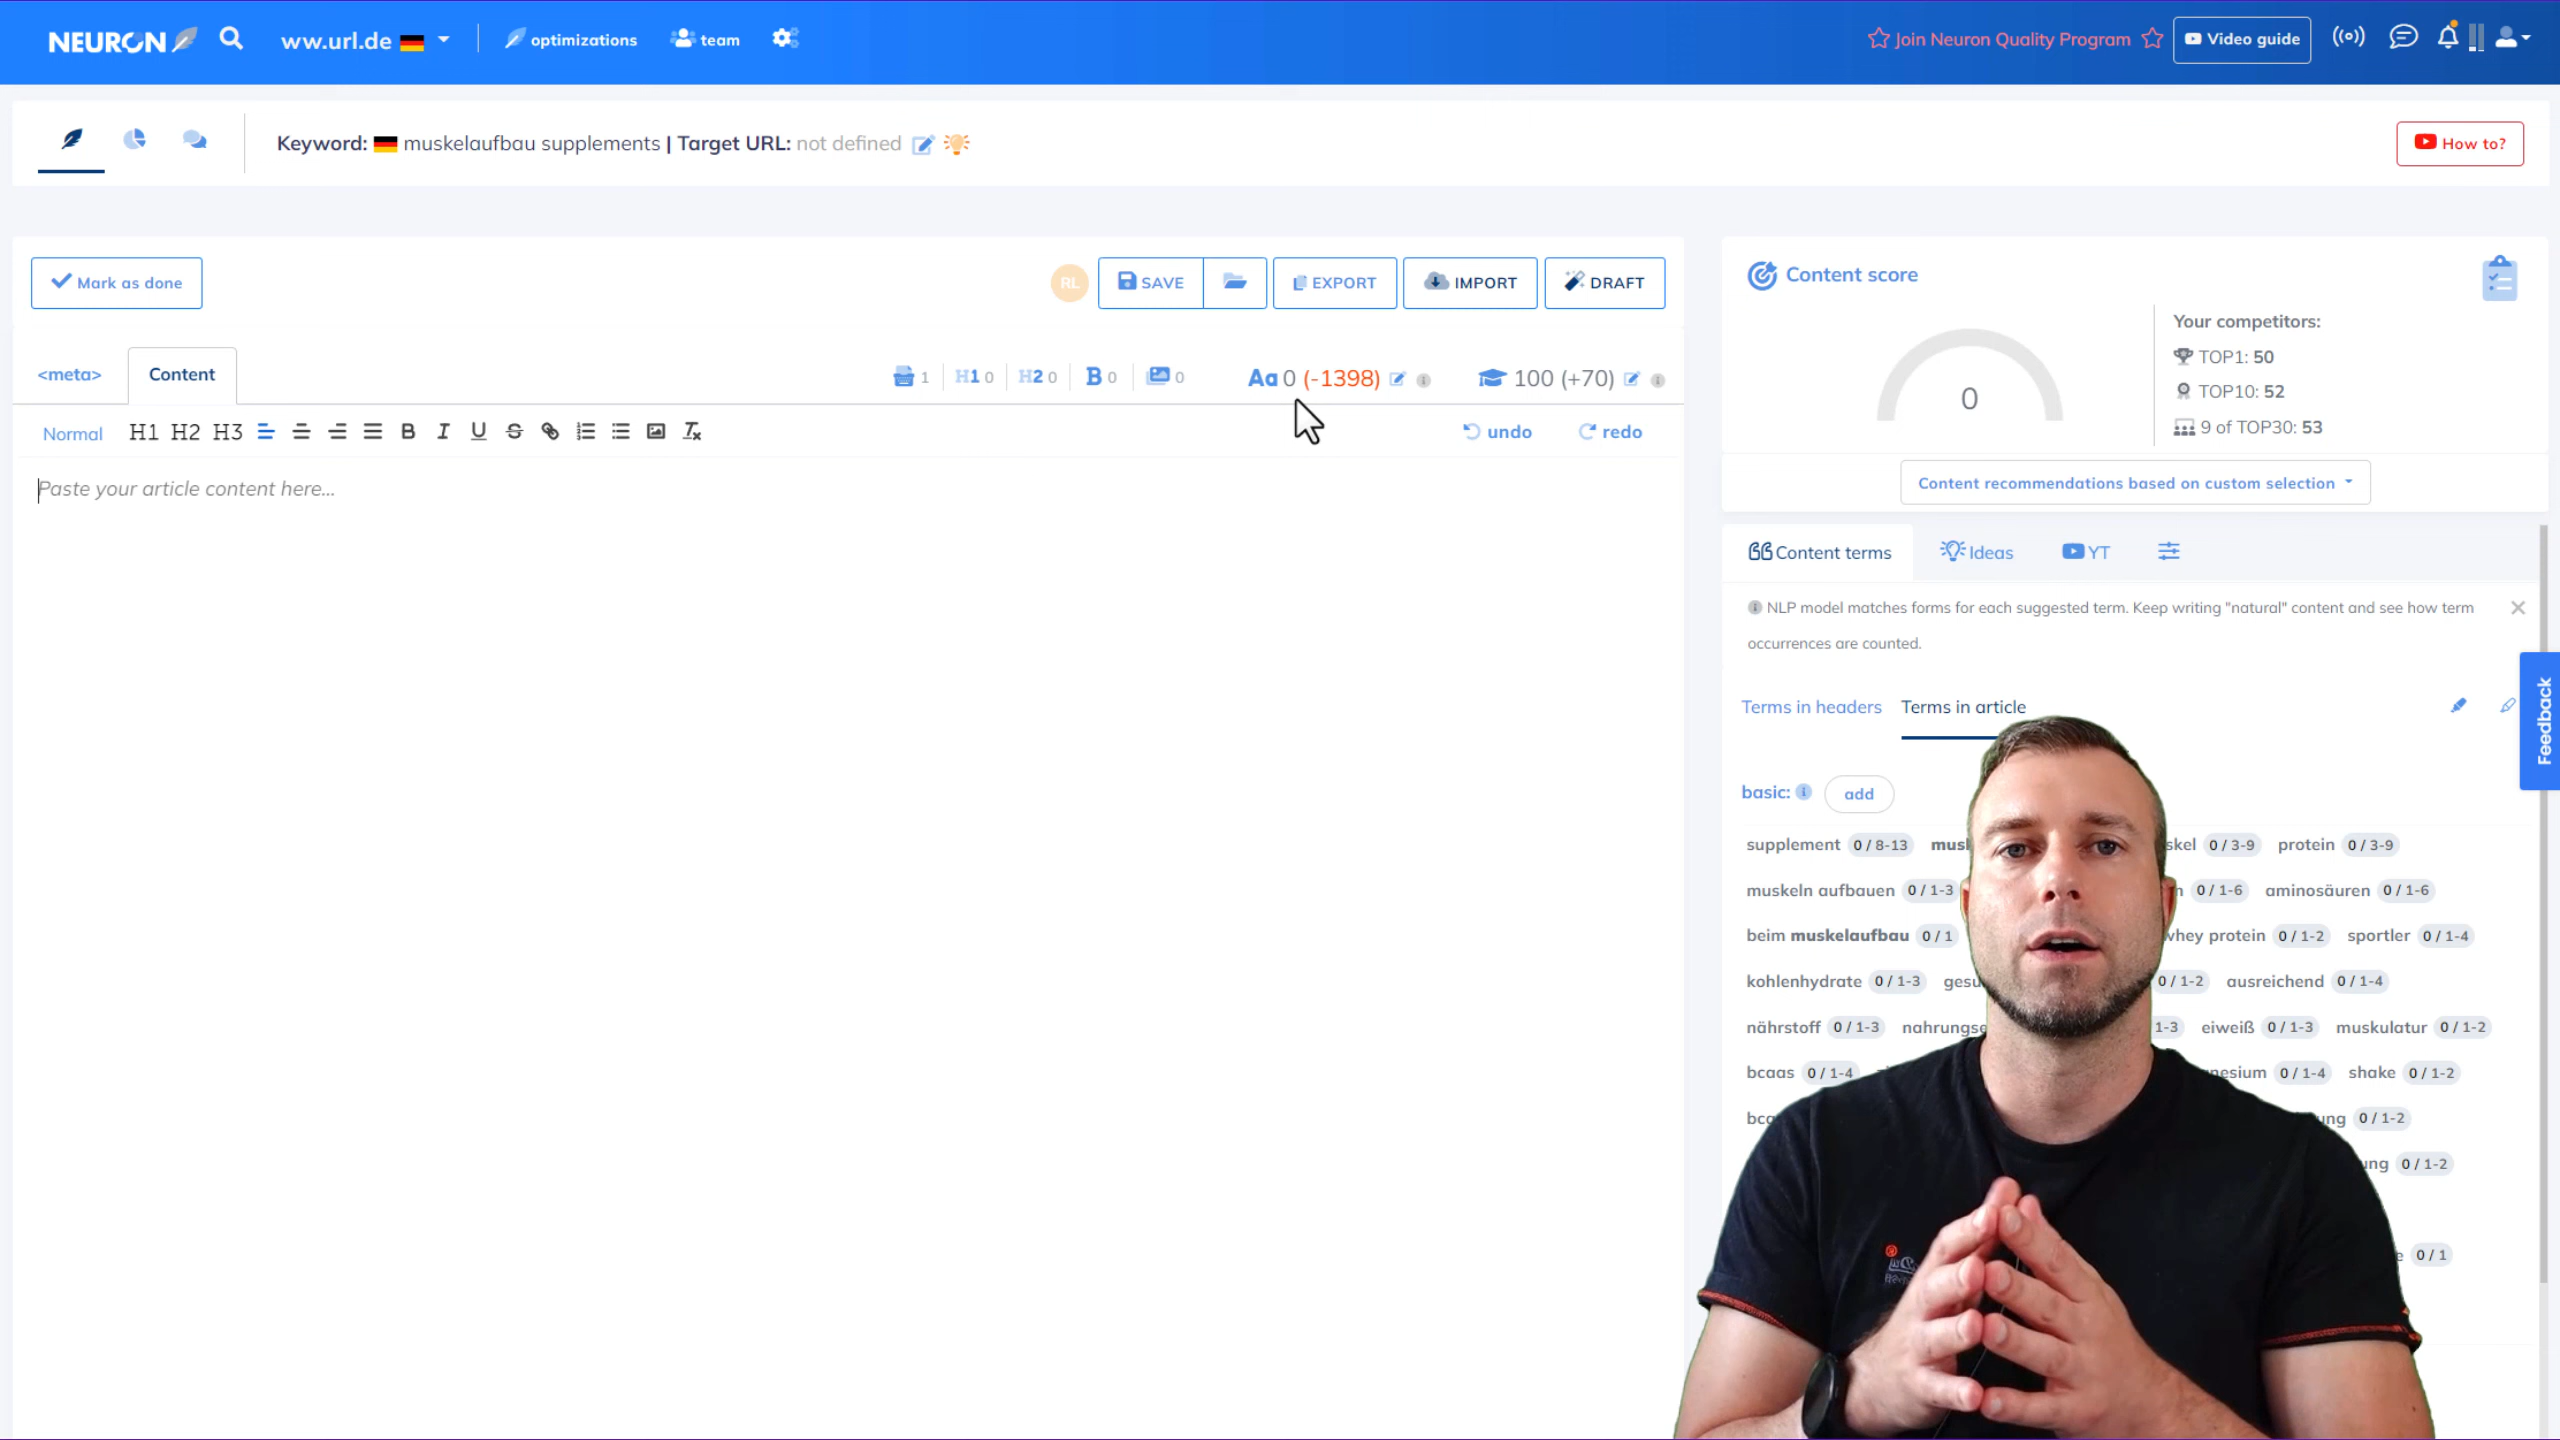 NEURON
ww.url.de
optimizations
team
Join Neuron Quality Program
Video guide
Keyword: muskelaufbau supplements | Target URL: not defined
How to?
Mark as done
RL
SAVE
EXPORT
IMPORT
DRAFT
<meta>
Content
1
H1 0
H2 0
B 0
0
Aa 0 (-1398)
100 (+70)
Normal
H1 H2 H3
undo
redo
Paste your article content here...
Content score
0
Your competitors:
TOP1: 50
TOP10: 52
9 of TOP30: 53
Content recommendations based on custom selection
Content terms
Ideas
YT
NLP model matches forms for each suggested term. Keep writing "natural" content and see how term
occurrences are counted.
Feedback
Terms in headers
Terms in article
basic:
add
supplement 0 / 8-13 0 / 3-9 protein 0 / 3-9
muskeln aufbauen 0 / 1-3 0 / 1-6 aminosäuren 0 / 1-6
beim muskelaufbau 0 / 1 whey protein 0 / 1-2 sportler 0 / 1-4
kohlenhydrate 0 / 1-3 0 / 1-2 ausreichend 0 / 1-4
nährstoff 0 / 1-3 1-3 eiweiß 0 / 1-3 muskulatur 0 / 1-2
bcaas 0 / 1-4 0 / 1-4 shake 0 / 1-2
0 / 1-2
0 / 1-2
0 / 1